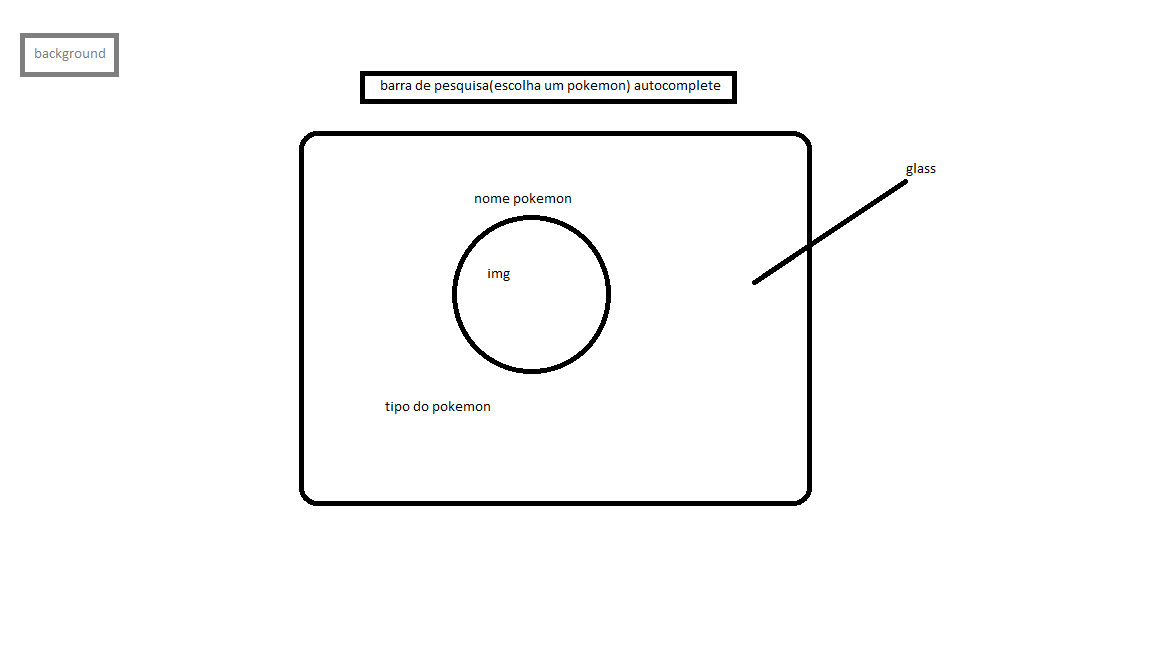 background
barra de pesquisa(escolha um pokemon) autocomplete
glass
nome pokemon
img
tipo do pokemon